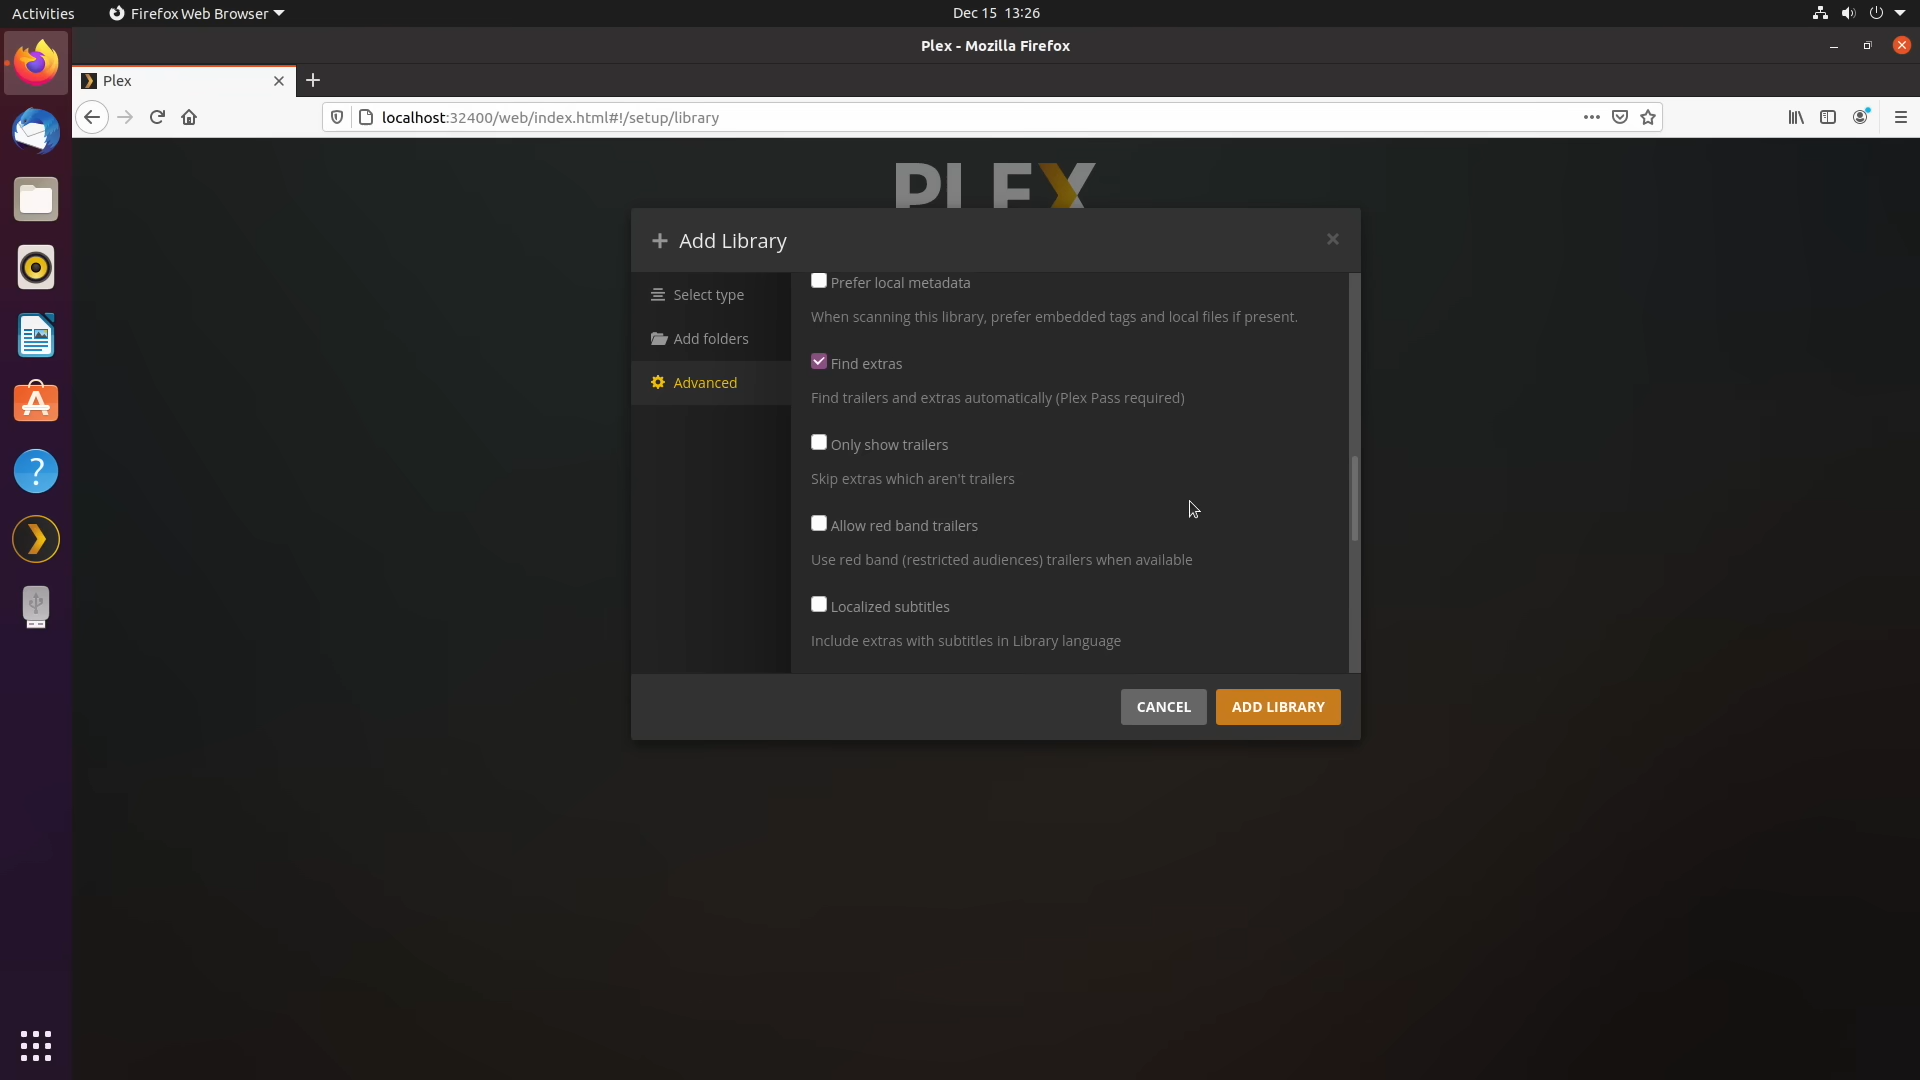 Activities
Firefox Web Browser
Dec 15 13:26
Plex - Mozilla Firefox
Plex
localhost:32400/web/index.html#!/setup/library
PLEX
Add Library
Select type
Add folders
Advanced
Prefer local metadata
When scanning this library, prefer embedded tags and local files if present.
Find extras
Find trailers and extras automatically (Plex Pass required)
Only show trailers
Skip extras which aren't trailers
Allow red band trailers
Use red band (restricted audiences) trailers when available
Localized subtitles
Include extras with subtitles in Library language
CANCEL
ADD LIBRARY